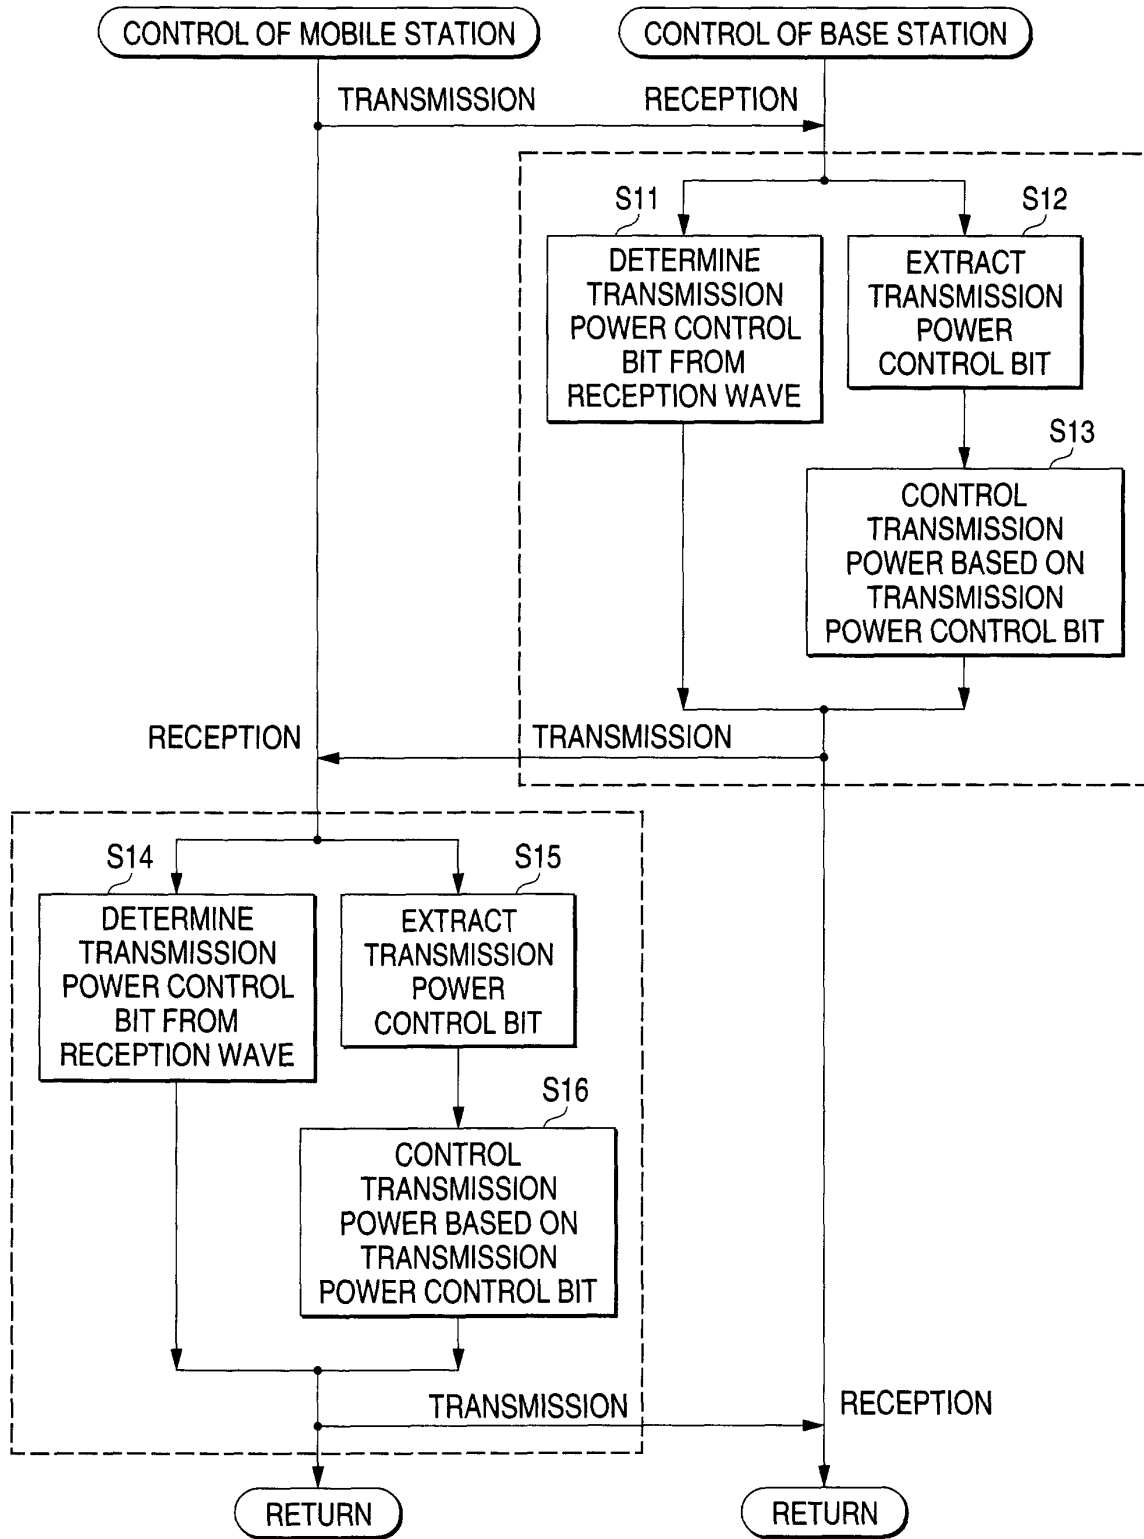 CONTROL OF MOBILE STATION
CONTROL OF BASE STATION
TRANSMISSION
RECEPTION
S11
DETERMINE
TRANSMISSION
POWER CONTROL
BIT FROM
RECEPTION WAVE
S12
EXTRACT
TRANSMISSION
POWER
CONTROL BIT
S13
CONTROL
TRANSMISSION
POWER BASED ON
TRANSMISSION
POWER CONTROL BIT
RECEPTION
TRANSMISSION
S14
DETERMINE
TRANSMISSION
POWER CONTROL
BIT FROM
RECEPTION WAVE
S15
EXTRACT
TRANSMISSION
POWER
CONTROL BIT
S16
CONTROL
TRANSMISSION
POWER BASED ON
TRANSMISSION
POWER CONTROL BIT
TRANSMISSION
RECEPTION
RETURN
RETURN